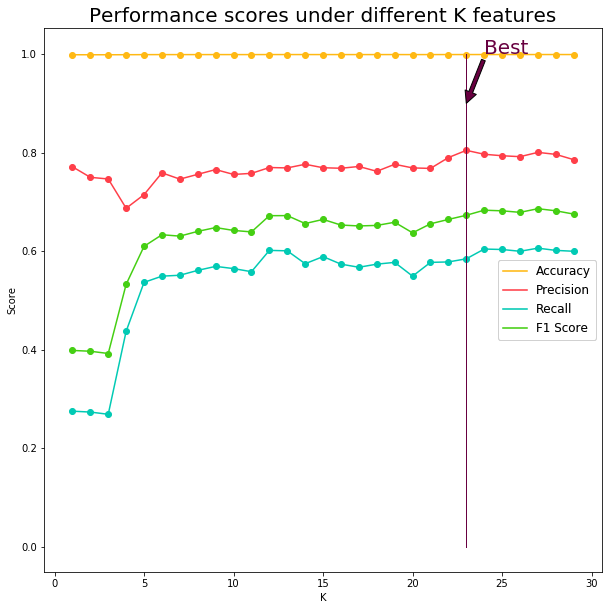 Performance scores under different K features
Best
1.0
0.8
0.6
0.4
0.2
0.0
Score
Accuracy
Precision
Recall
F1 Score
0
5
10
15
20
25
30
K